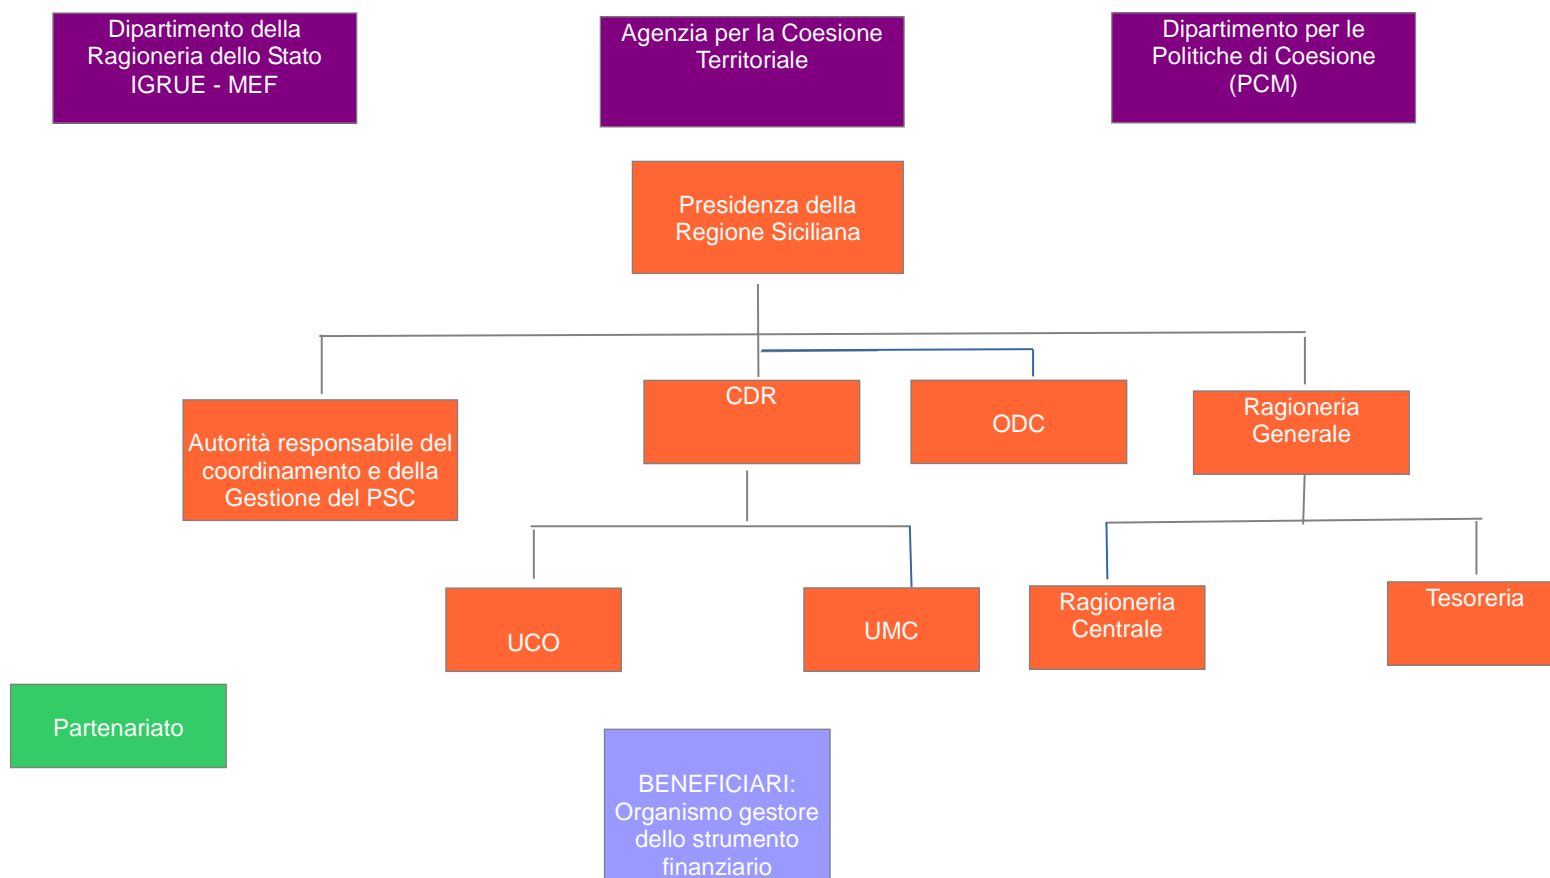 Dipartimento della
Ragioneria dello Stato
IGRUE - MEF
Agenzia per la Coesione
Territoriale
Dipartimento per le
Politiche di Coesione
(PCM)
Presidenza della
Regione Siciliana
Autorità responsabile del
coordinamento e della
Gestione del PSC
CDR
ODC
Ragioneria
Generale
UCO
UMC
Ragioneria
Centrale
Tesoreria
Partenariato
BENEFICIARI:
Organismo gestore
dello strumento
finanziario